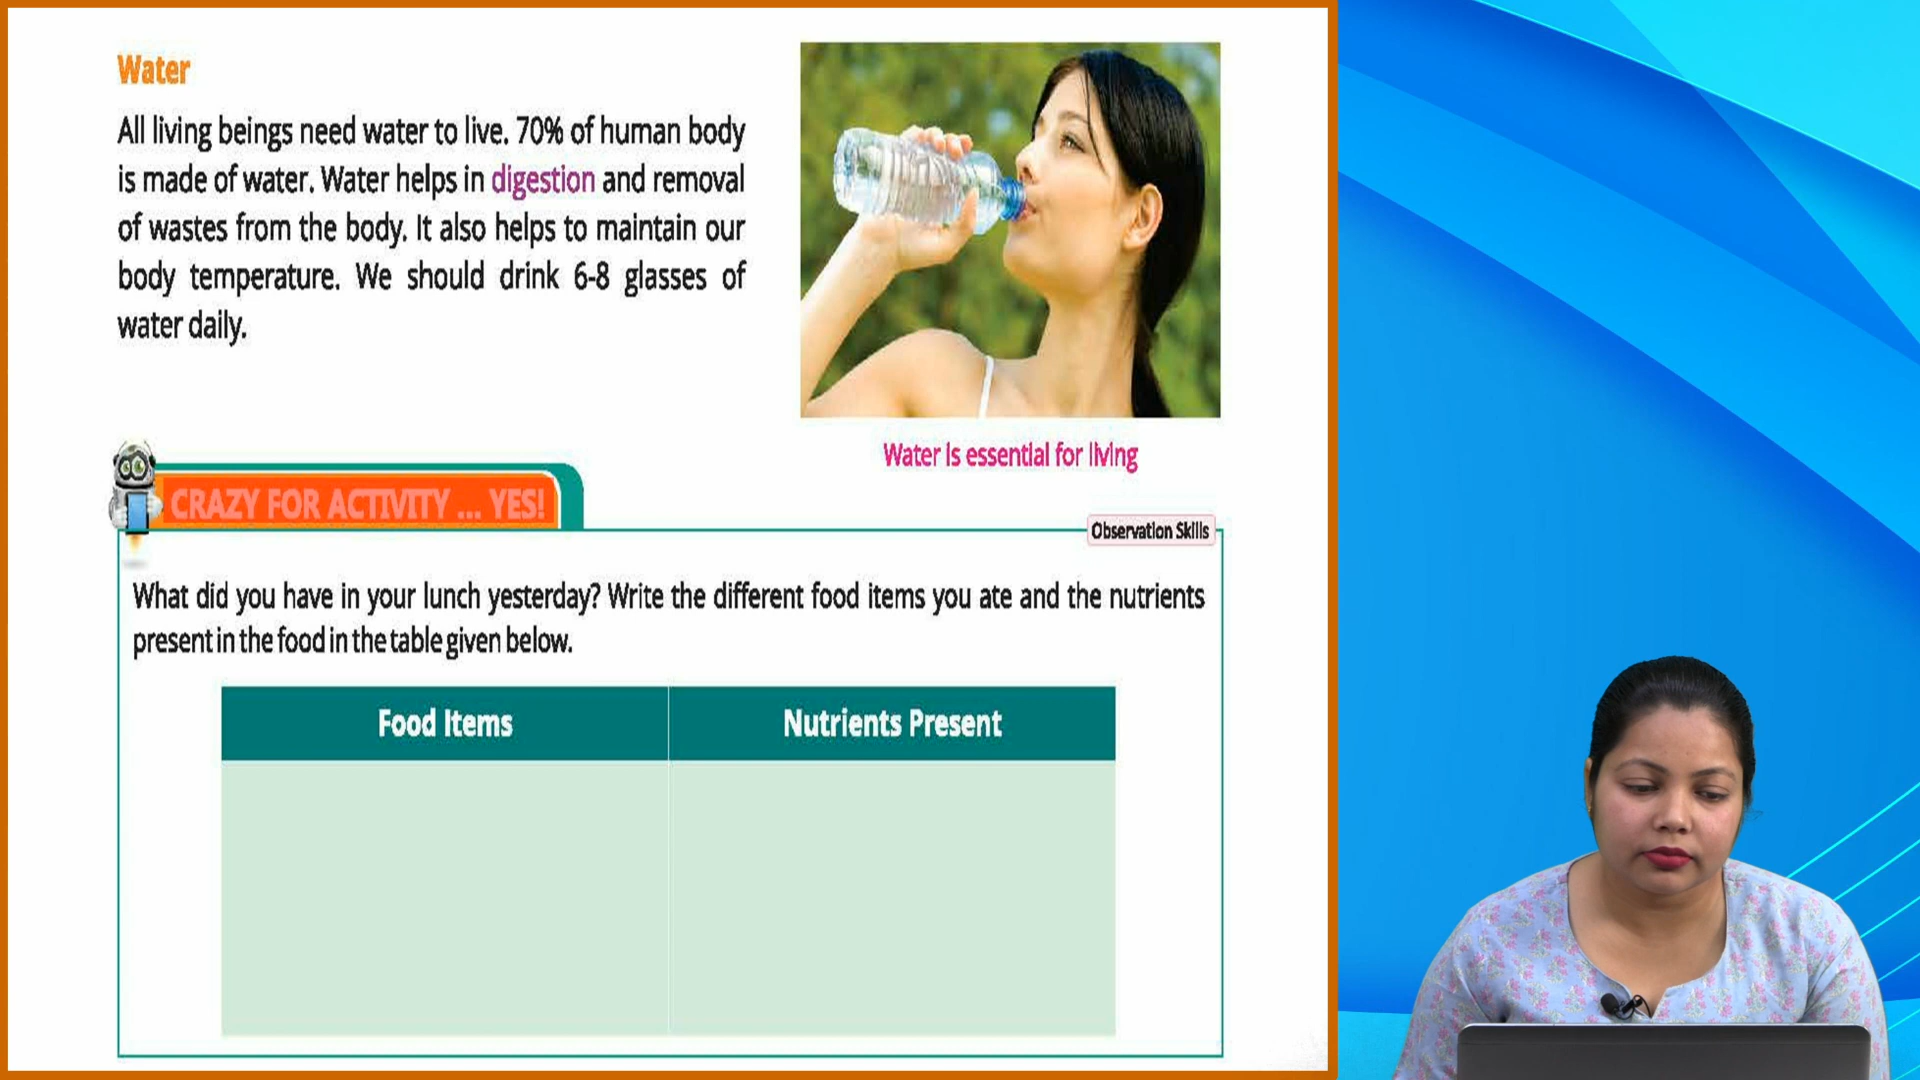 Water
All living beings need water to live. 70% of human body
is made of water. Water helps in digestion and removal
of wastes from the body. It also helps to maintain our
body temperature. We should drink 6-8 glasses of
water daily.
Water is essential for living
CRAZY FOR ACTIVITY ... YES!
Observation Skills
What did you have in your lunch yesterday? Write the different food items you ate and the nutrients
present in the food in the table given below.
Food Items
Nutrients Present